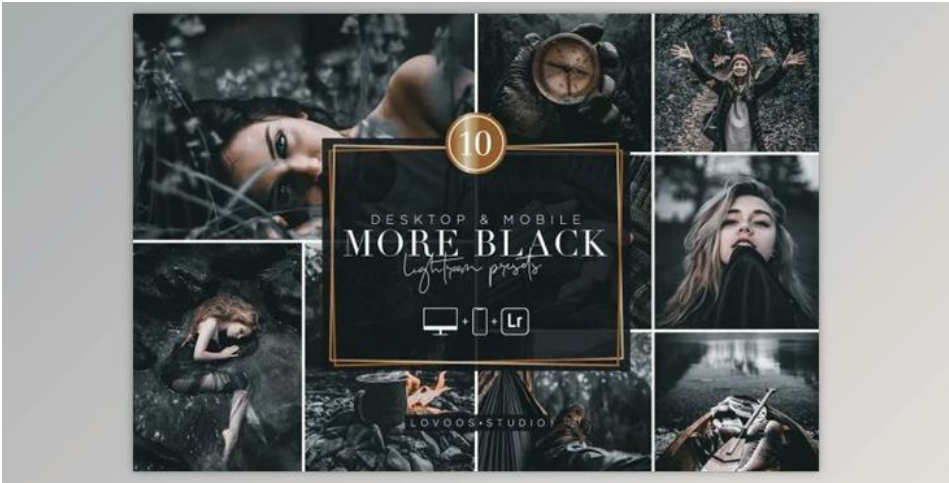 10
DESKTOP & MOBILE
MORE BLACK
lightroom presets
+ + Lr
LOVOOS•STUDIO